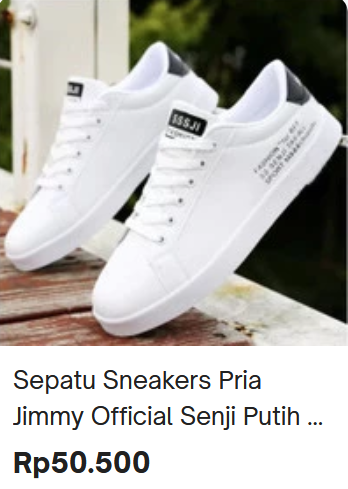 SSSJI
Sepatu Sneakers Pria
Jimmy Official Senji Putih ...
Rp50.500